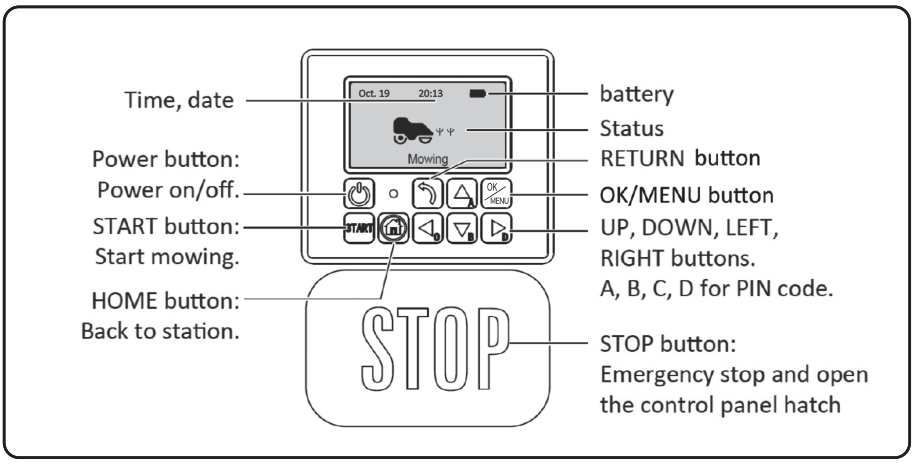 Time, date
Power button:
Power on/off.
START button:
Start mowing.
HOME button:
Back to station.
Oct. 19 20:13
Mowing
OK
MENU
A
START
C
B
D
STOP
battery
Status
RETURN button
OK/MENU button
UP, DOWN, LEFT,
RIGHT buttons.
A, B, C, D for PIN code.
STOP button:
Emergency stop and open
the control panel hatch